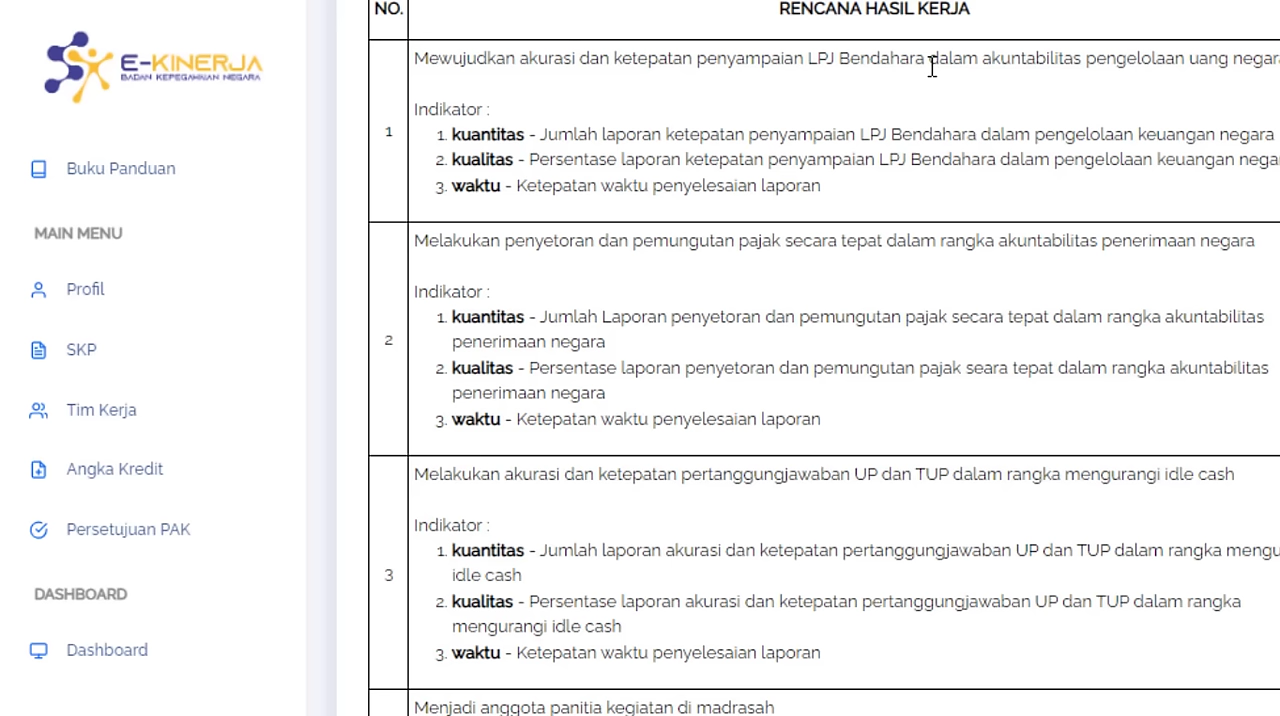 E-KINERJA
BADAN KEPEGAWAIAN NEGARA
Buku Panduan
MAIN MENU
Profil
SKP
Tim Kerja
Angka Kredit
Persetujuan PAK
DASHBOARD
Dashboard
NO. RENCANA HASIL KERJA
Mewujudkan akurasi dan ketepatan penyampaian LPJ Bendahara dalam akuntabilitas pengelolaan uang negar
Indikator :
1
1. kuantitas - Jumlah laporan ketepatan penyampaian LPJ Bendahara dalam pengelolaan keuangan negara
2. kualitas - Persentase laporan ketepatan penyampaian LPJ Bendahara dalam pengelolaan keuangan nega
3. waktu - Ketepatan waktu penyelesaian laporan
Melakukan penyetoran dan pemungutan pajak secara tepat dalam rangka akuntabilitas penerimaan negara
Indikator :
2
1. kuantitas - Jumlah Laporan penyetoran dan pemungutan pajak secara tepat dalam rangka akuntabilitas
penerimaan negara
2. kualitas - Persentase laporan penyetoran dan pemungutan pajak seara tepat dalam rangka akuntabilitas
penerimaan negara
3. waktu - Ketepatan waktu penyelesaian laporan
Melakukan akurasi dan ketepatan pertanggungjawaban UP dan TUP dalam rangka mengurangi idle cash
Indikator :
3
1. kuantitas - Jumlah laporan akurasi dan ketepatan pertanggungjawaban UP dan TUP dalam rangka mengu
idle cash
2. kualitas - Persentase laporan akurasi dan ketepatan pertanggungjawaban UP dan TUP dalam rangka
mengurangi idle cash
3. waktu - Ketepatan waktu penyelesaian laporan
Menjadi anggota panitia kegiatan di madrasah